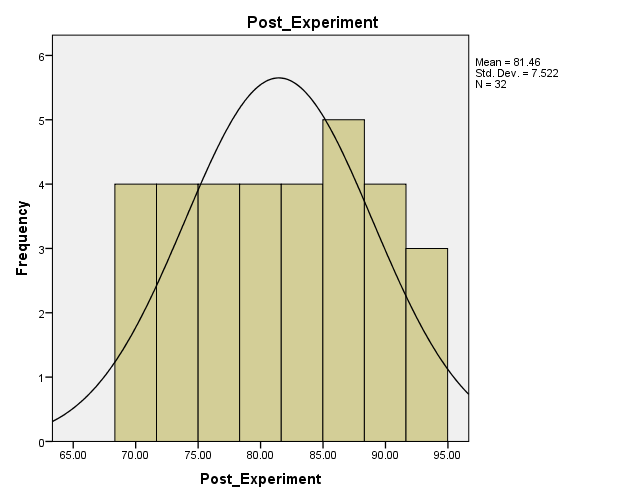 Post_Experiment
Mean = 81.46
Std. Dev. = 7.522
N = 32
6
5
4
3
2
1
0
Frequency
65.00 70.00 75.00 80.00 85.00 90.00 95.00
Post_Experiment